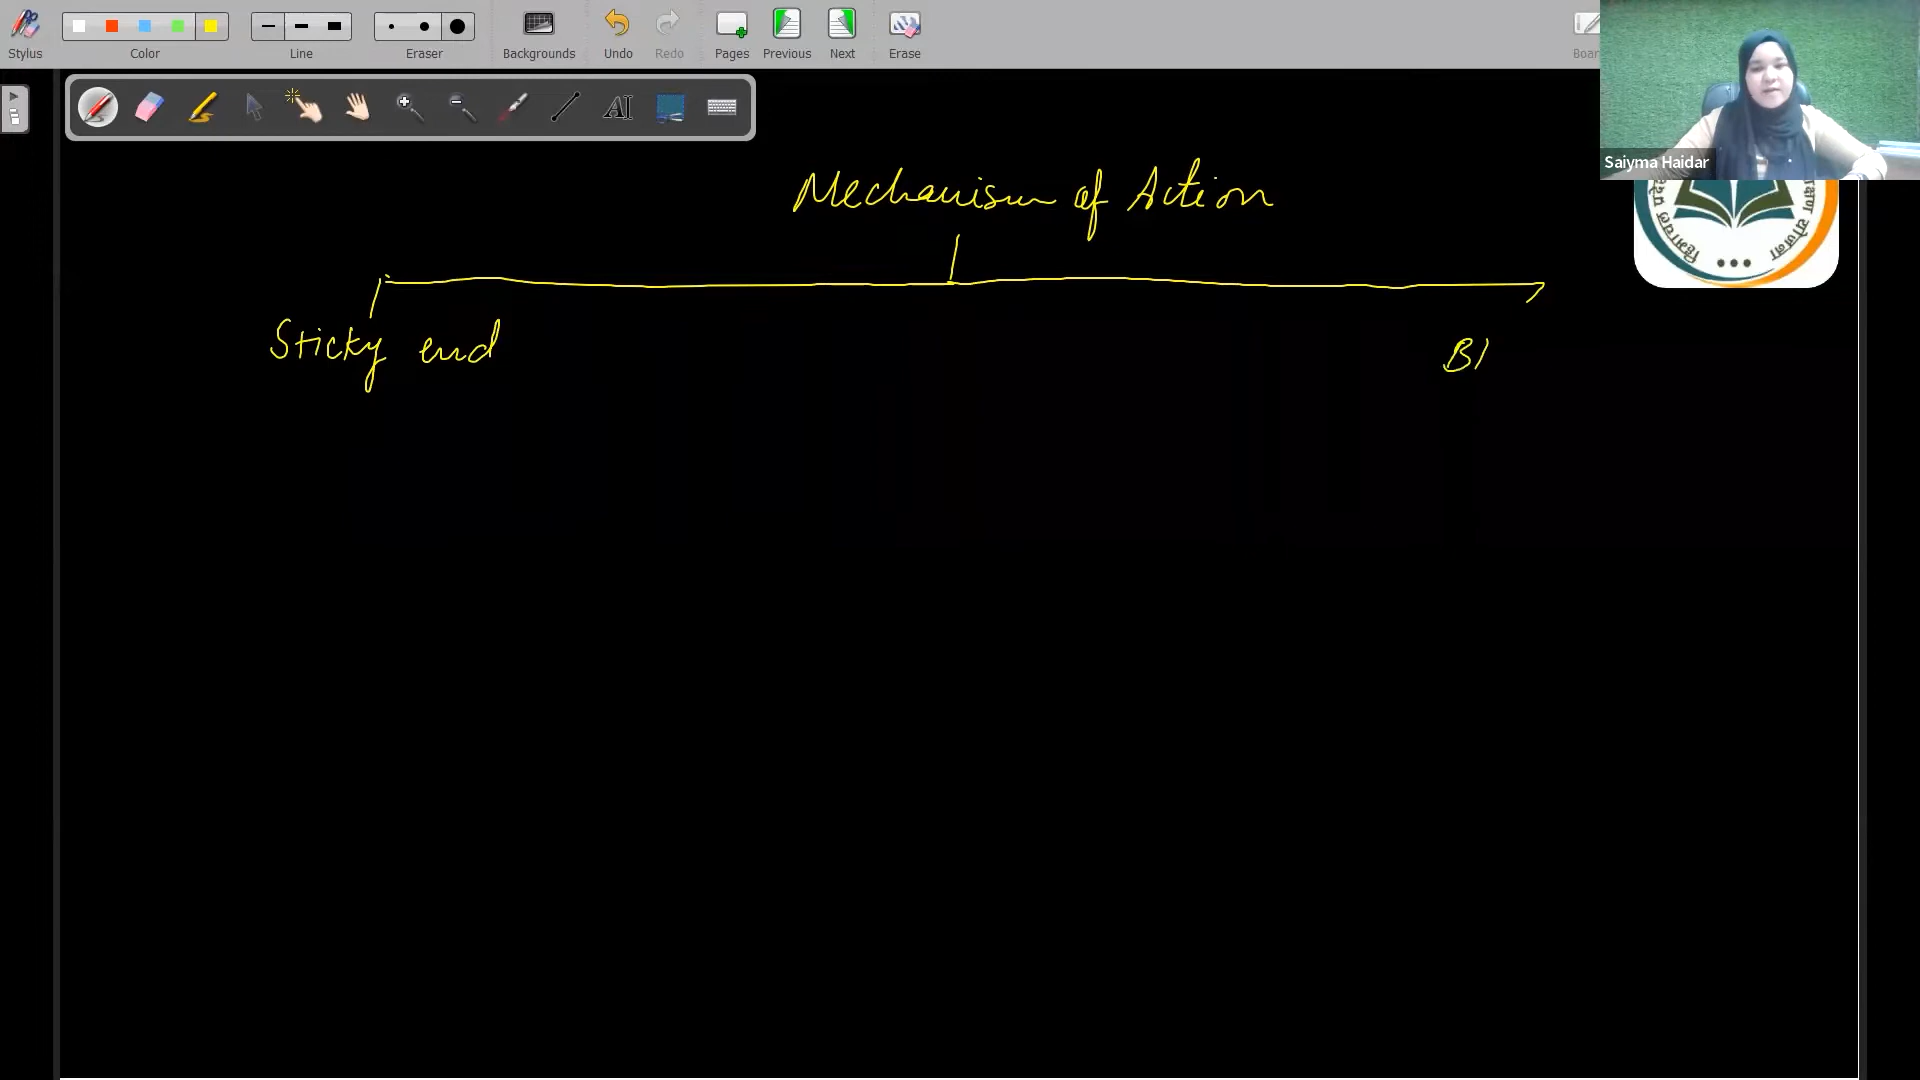 Stylus Color Line Eraser Backgrounds Undo Redo Pages Previous Next Erase Boar
Saiyma Haidar
Mechanism of Action
Sticky end
Bl